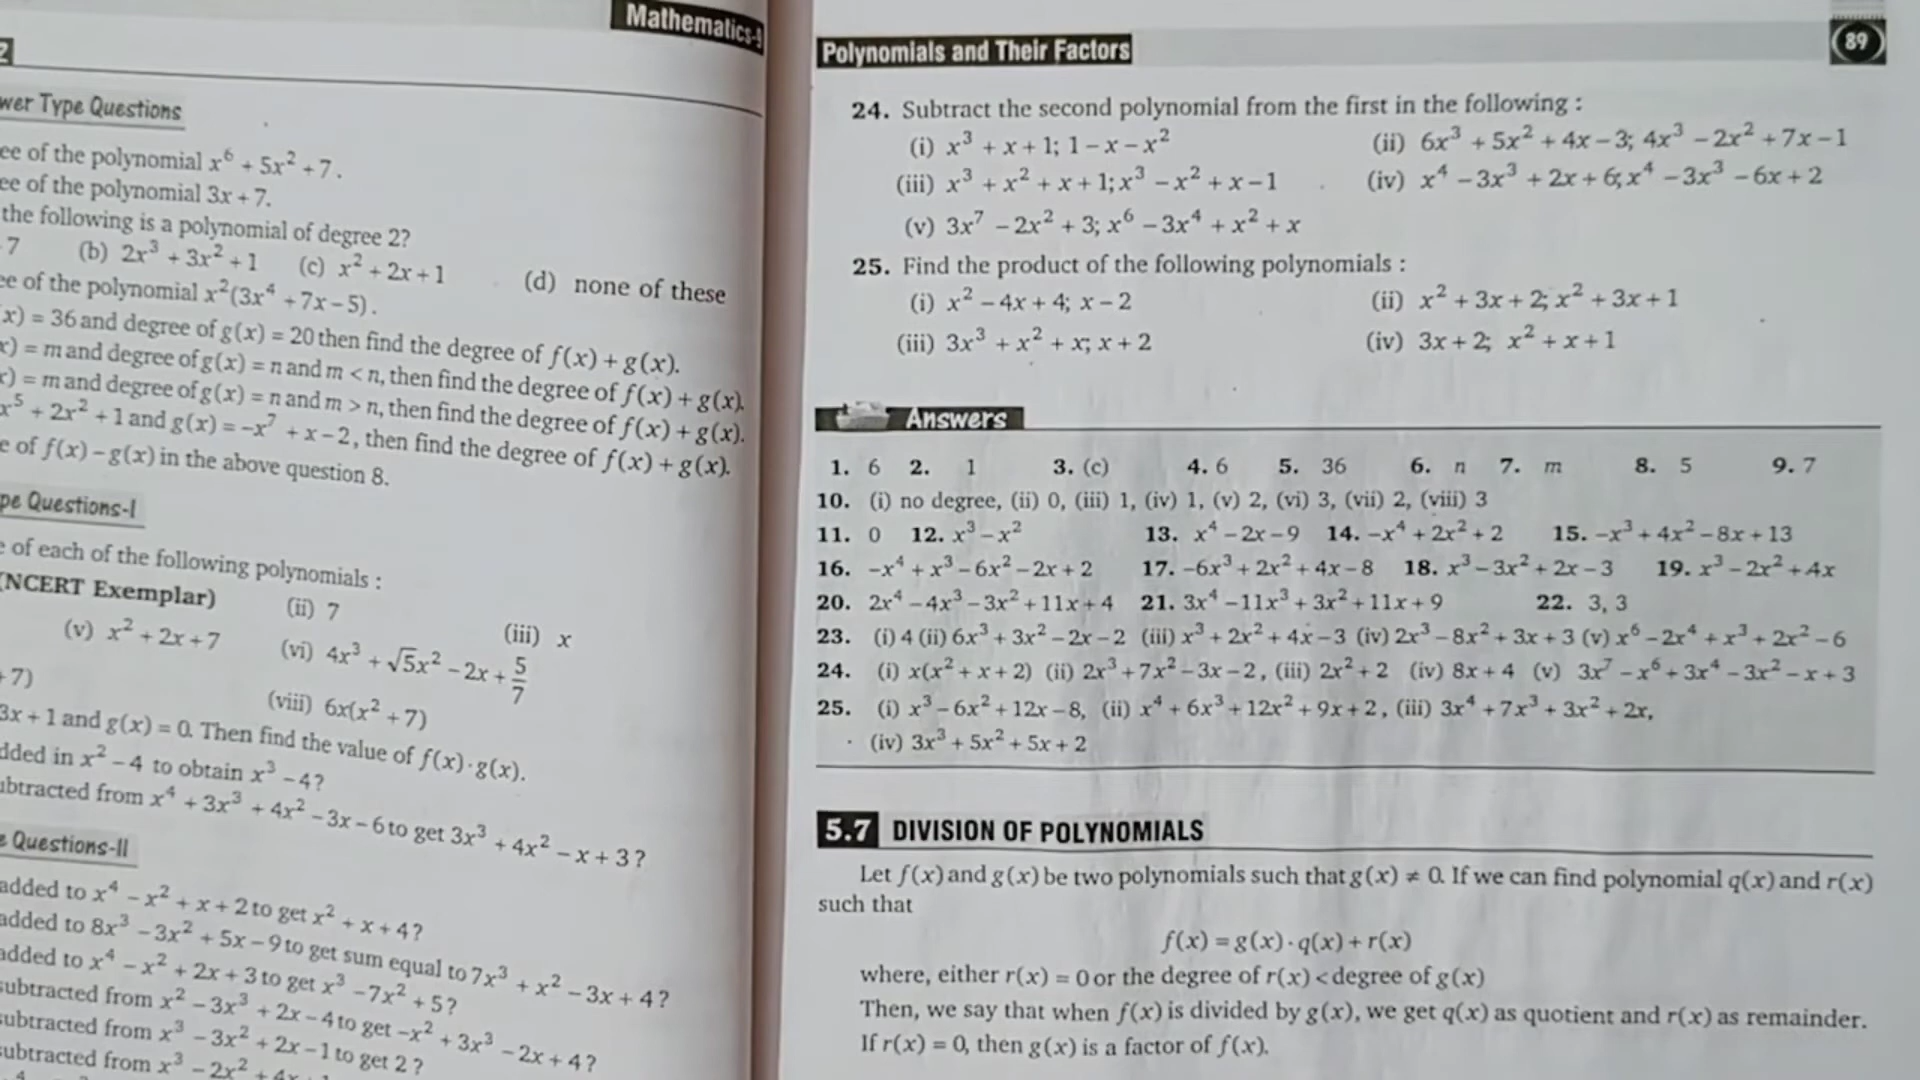 Mathematics-9
2
wer Type Questions
ee of the polynomial x⁶ + 5x² + 7.
ee of the polynomial 3x + 7.
the following is a polynomial of degree 2?
7 (b) 2x³ + 3x² + 1 (c) x² + 2x + 1 (d) none of these
ee of the polynomial x²(3x⁴ + 7x − 5).
x) = 36 and degree of g(x) = 20 then find the degree of f(x) + g(x).
x) = m and degree of g(x) = n and m < n, then find the degree of f(x) + g(x).
x) = m and degree of g(x) = n and m > n, then find the degree of f(x) + g(x).
x⁵ + 2x² + 1 and g(x) = −x⁷ + x − 2, then find the degree of f(x) + g(x).
e of f(x) − g(x) in the above question 8.
pe Questions-I
e of each of the following polynomials :
(NCERT Exemplar) (ii) 7 (iii) x
(v) x² + 2x + 7 (vi) 4x³ + √5x² − 2x + 5/7
+ 7) (viii) 6x(x² + 7)
3x + 1 and g(x) = 0. Then find the value of f(x) · g(x).
dded in x² − 4 to obtain x³ − 4?
ubtracted from x⁴ + 3x³ + 4x² − 3x − 6 to get 3x³ + 4x² − x + 3?
e Questions-II
added to x⁴ − x² + x + 2 to get x² + x + 4?
added to 8x³ − 3x² + 5x − 9 to get sum equal to 7x³ + x² − 3x + 4?
added to x⁴ − x² + 2x + 3 to get x³ − 7x² + 5?
subtracted from x² − 3x³ + 2x − 4 to get −x² + 3x³ − 2x + 4?
subtracted from x³ − 3x² + 2x − 1 to get 2?
subtracted from x³ − 2x² + 4x
Polynomials and Their Factors
89
24. Subtract the second polynomial from the first in the following :
(i) x³ + x + 1; 1 − x − x² (ii) 6x³ + 5x² + 4x − 3; 4x³ − 2x² + 7x − 1
(iii) x³ + x² + x + 1; x³ − x² + x − 1 (iv) x⁴ − 3x³ + 2x + 6; x⁴ − 3x³ − 6x + 2
(v) 3x⁷ − 2x² + 3; x⁶ − 3x⁴ + x² + x
25. Find the product of the following polynomials :
(i) x² − 4x + 4; x − 2 (ii) x² + 3x + 2; x² + 3x + 1
(iii) 3x³ + x² + x; x + 2 (iv) 3x + 2; x² + x + 1
Answers
1. 6 2. 1 3. (c) 4. 6 5. 36 6. n 7. m 8. 5 9. 7
10. (i) no degree, (ii) 0, (iii) 1, (iv) 1, (v) 2, (vi) 3, (vii) 2, (viii) 3
11. 0 12. x³ − x² 13. x⁴ − 2x − 9 14. −x⁴ + 2x² + 2 15. −x³ + 4x² − 8x + 13
16. −x⁴ + x³ − 6x² − 2x + 2 17. −6x³ + 2x² + 4x − 8 18. x³ − 3x² + 2x − 3 19. x³ − 2x² + 4x
20. 2x⁴ − 4x³ − 3x² + 11x + 4 21. 3x⁴ − 11x³ + 3x² + 11x + 9 22. 3, 3
23. (i) 4 (ii) 6x³ + 3x² − 2x − 2 (iii) x³ + 2x² + 4x − 3 (iv) 2x³ − 8x² + 3x + 3 (v) x⁶ − 2x⁴ + x³ + 2x² − 6
24. (i) x(x² + x + 2) (ii) 2x³ + 7x² − 3x − 2, (iii) 2x² + 2 (iv) 8x + 4 (v) 3x⁷ − x⁶ + 3x⁴ − 3x² − x + 3
25. (i) x³ − 6x² + 12x − 8, (ii) x⁴ + 6x³ + 12x² + 9x + 2, (iii) 3x⁴ + 7x³ + 3x² + 2x,
(iv) 3x³ + 5x² + 5x + 2
5.7 DIVISION OF POLYNOMIALS
Let f(x) and g(x) be two polynomials such that g(x) ≠ 0. If we can find polynomial q(x) and r(x)
such that
f(x) = g(x) · q(x) + r(x)
where, either r(x) = 0 or the degree of r(x) < degree of g(x)
Then, we say that when f(x) is divided by g(x), we get q(x) as quotient and r(x) as remainder.
If r(x) = 0, then g(x) is a factor of f(x).